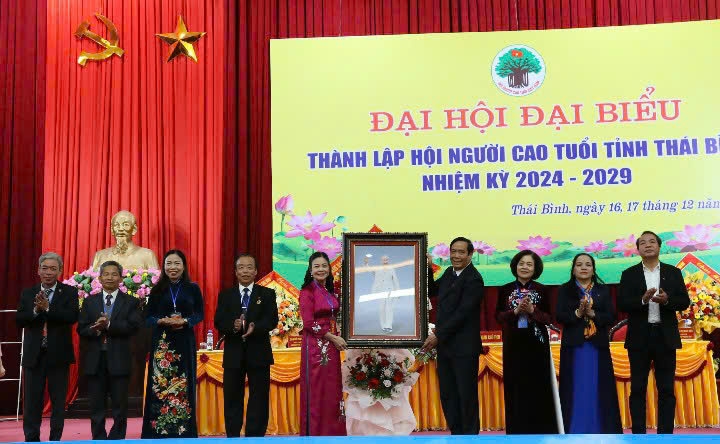 ĐẠI HỘI ĐẠI BIỂU
THÀNH LẬP HỘI NGƯỜI CAO TUỔI TỈNH THÁI B
NHIỆM KỲ 2024 - 2029
Thái Bình, ngày 16, 17 tháng 12 năm